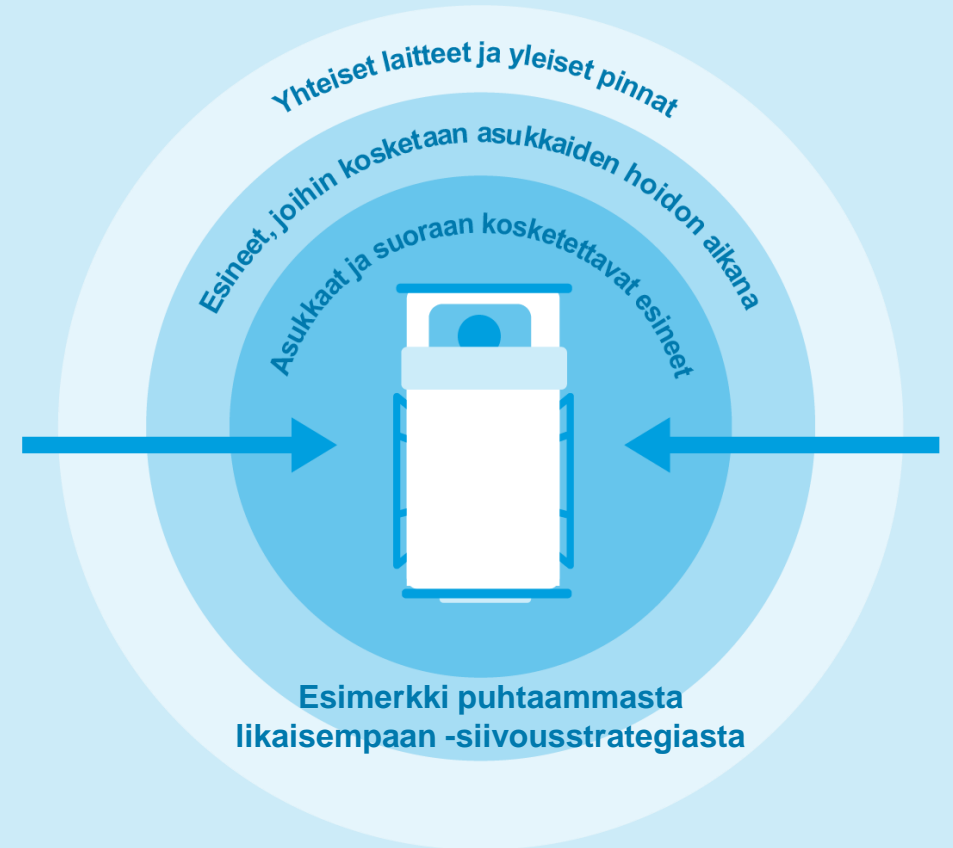 Yhteiset laitteet ja yleiset pinnat
Esineet, joihin kosketaan asukkaiden hoidon aikana
Asukkaat ja suoraan kosketettavat esineet
Esimerkki puhtaammasta
likaisempaan -siivousstrategiasta